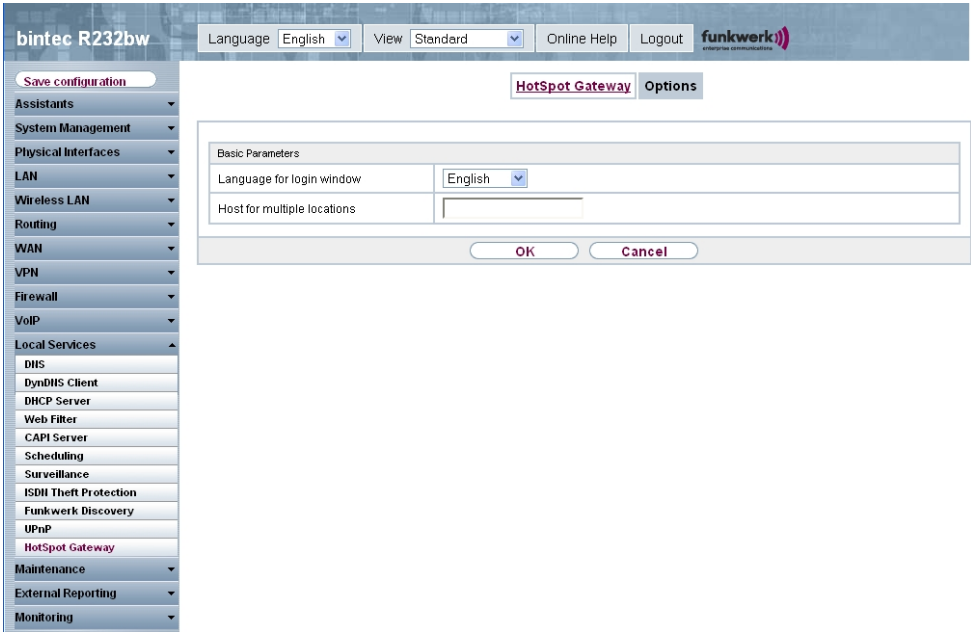 bintec R232bw
Language English View Standard Online Help Logout funkwerk
enterprise communications
Save configuration
HotSpot Gateway Options
Assistants
System Management
Physical Interfaces
LAN
Wireless LAN
Routing
WAN
VPN
Firewall
VoIP
Local Services
DNS
DynDNS Client
DHCP Server
Web Filter
CAPI Server
Scheduling
Surveillance
ISDN Theft Protection
Funkwerk Discovery
UPnP
HotSpot Gateway
Maintenance
External Reporting
Monitoring
Basic Parameters
Language for login window English
Host for multiple locations
OK Cancel